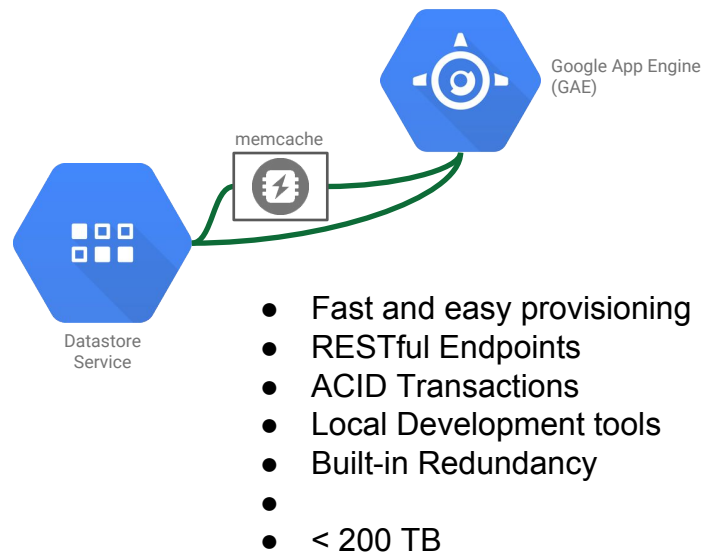 Google App Engine
(GAE)
memcache
Datastore
Service
● Fast and easy provisioning
● RESTful Endpoints
● ACID Transactions
● Local Development tools
● Built-in Redundancy
●
● < 200 TB